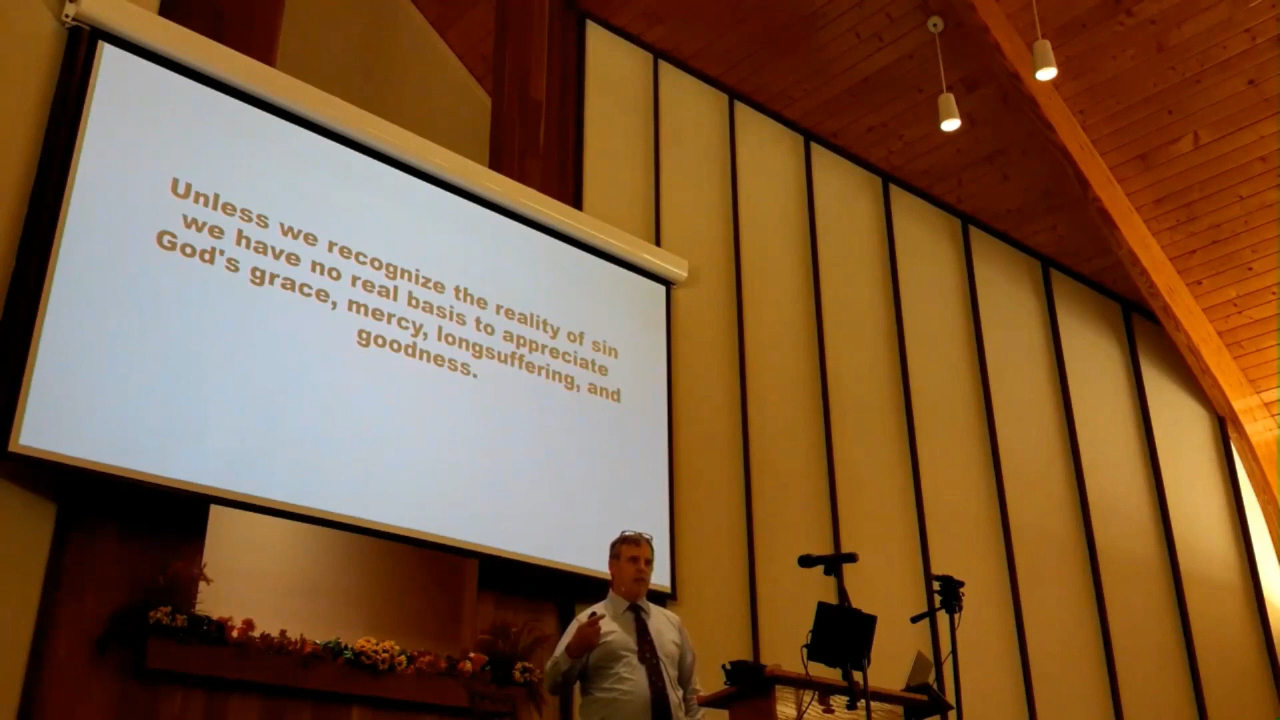 Unless we recognize the reality of sin
we have no real basis to appreciate
God's grace, mercy, longsuffering, and
goodness.